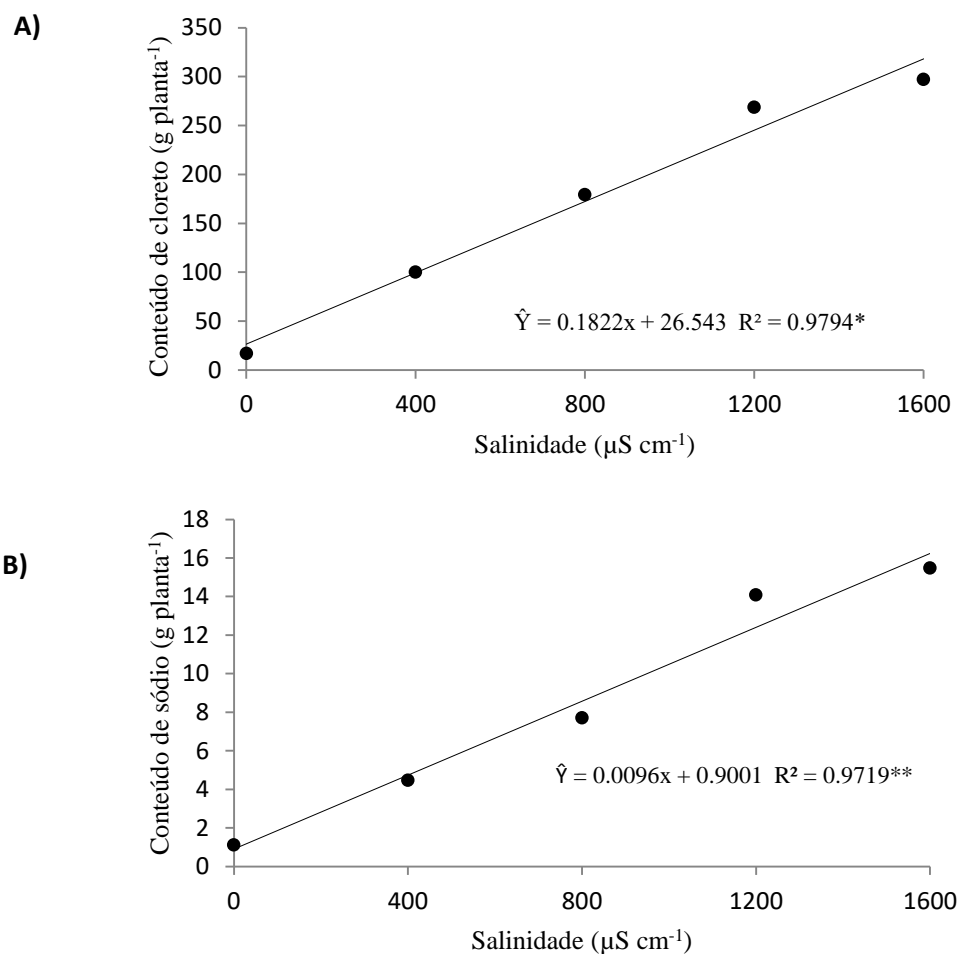 A)
Conteúdo de cloreto (g planta⁻¹)
350
300
250
200
150
100
50
0
Ŷ = 0.1822x + 26.543 R² = 0.9794*
0 400 800 1200 1600
Salinidade (µS cm⁻¹)
B)
Conteúdo de sódio (g planta⁻¹)
18
16
14
12
10
8
6
4
2
0
Ŷ = 0.0096x + 0.9001 R² = 0.9719**
0 400 800 1200 1600
Salinidade (µS cm⁻¹)